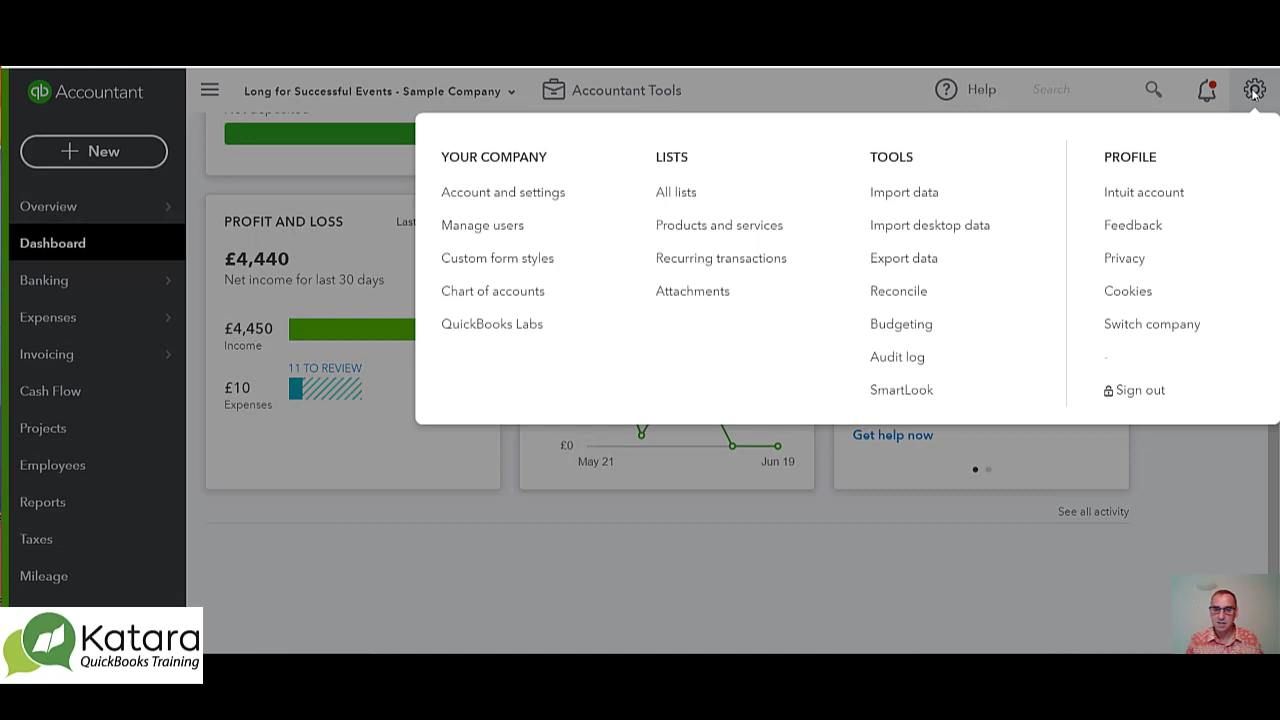 qb Accountant
Long for Successful Events - Sample Company
Accountant Tools
Help
Search
New
Overview
Dashboard
Banking
Expenses
Invoicing
Cash Flow
Projects
Employees
Reports
Taxes
Mileage
PROFIT AND LOSS
Last
£4,440
Net income for last 30 days
£4,450
Income
11 TO REVIEW
£10
Expenses
YOUR COMPANY
Account and settings
Manage users
Custom form styles
Chart of accounts
QuickBooks Labs
LISTS
All lists
Products and services
Recurring transactions
Attachments
TOOLS
Import data
Import desktop data
Export data
Reconcile
Budgeting
Audit log
SmartLook
PROFILE
Intuit account
Feedback
Privacy
Cookies
Switch company
-
Sign out
£0
May 21
Jun 19
Get help now
See all activity
Katara
QuickBooks Training